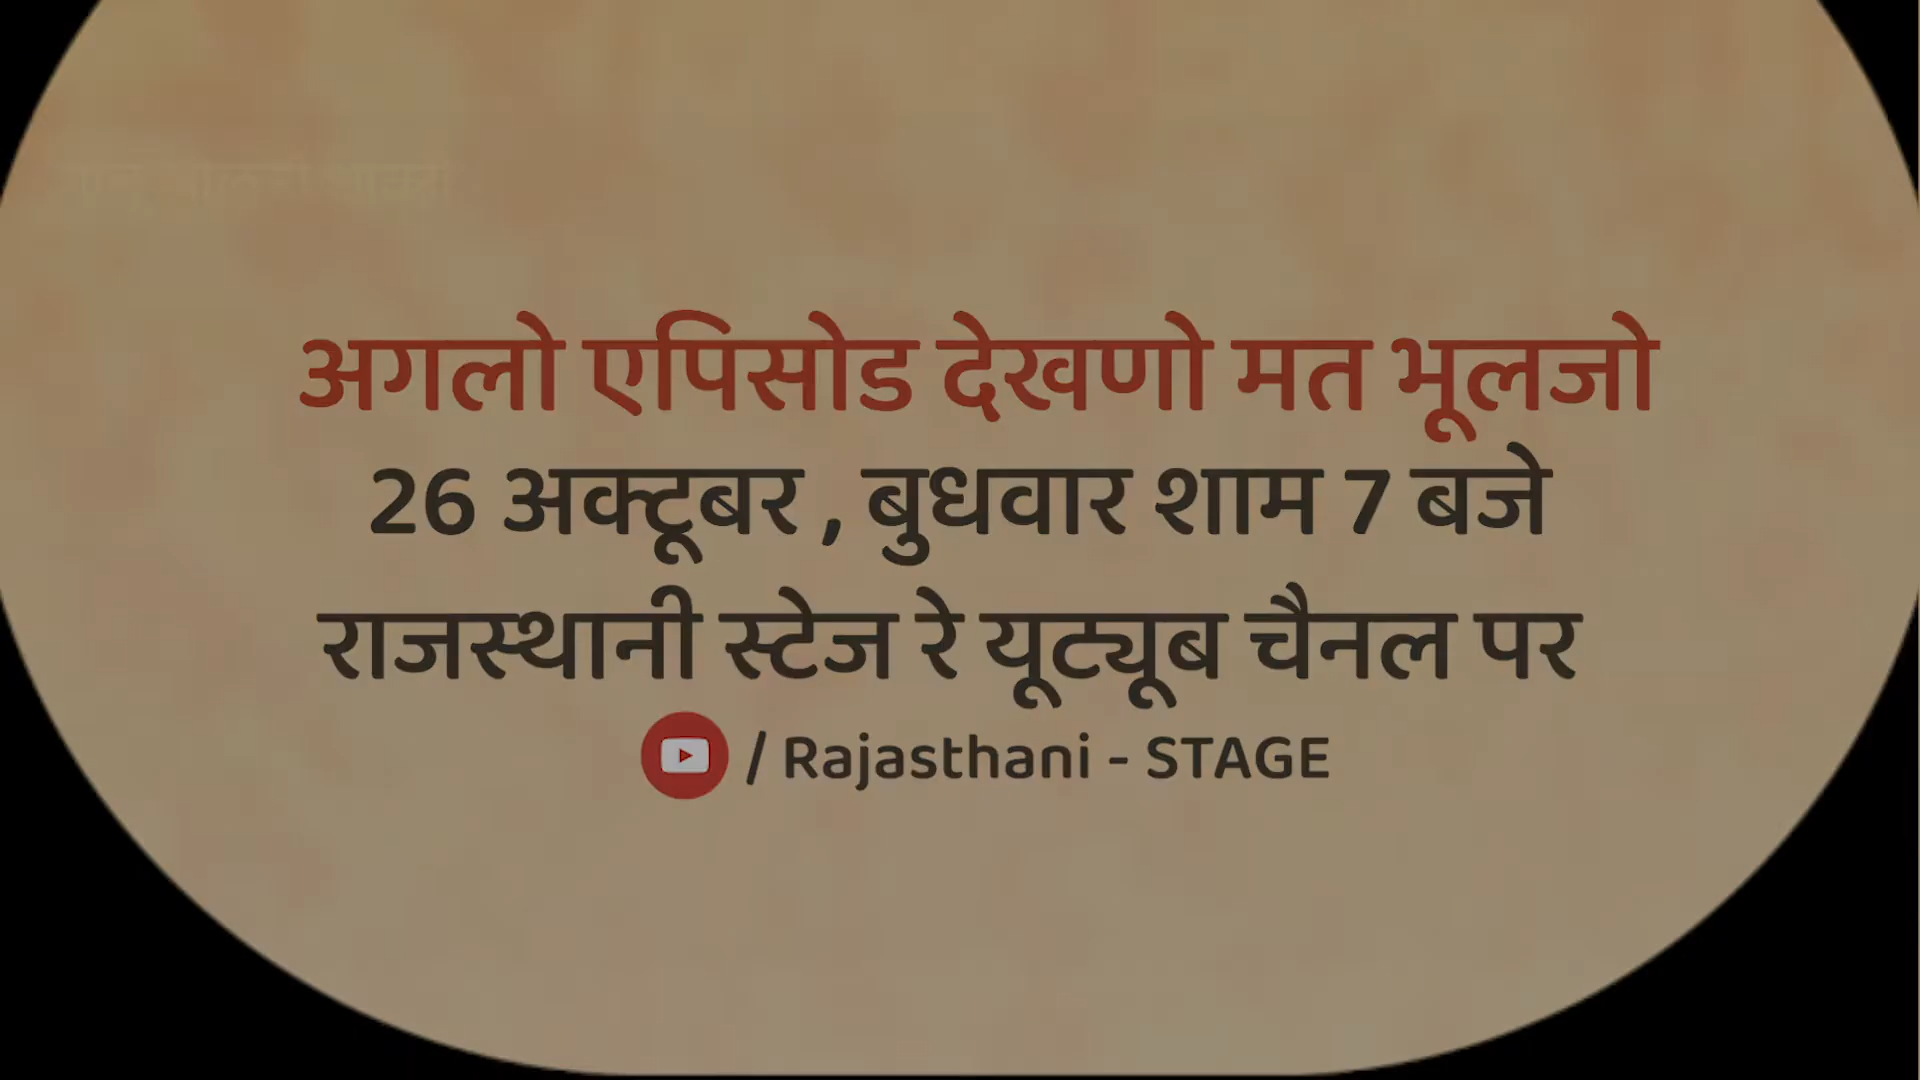 अगलो एपिसोड देखणो मत भूलजो
26 अक्टूबर , बुधवार शाम 7 बजे
राजस्थानी स्टेज रे यूट्यूब चैनल पर
/ Rajasthani - STAGE